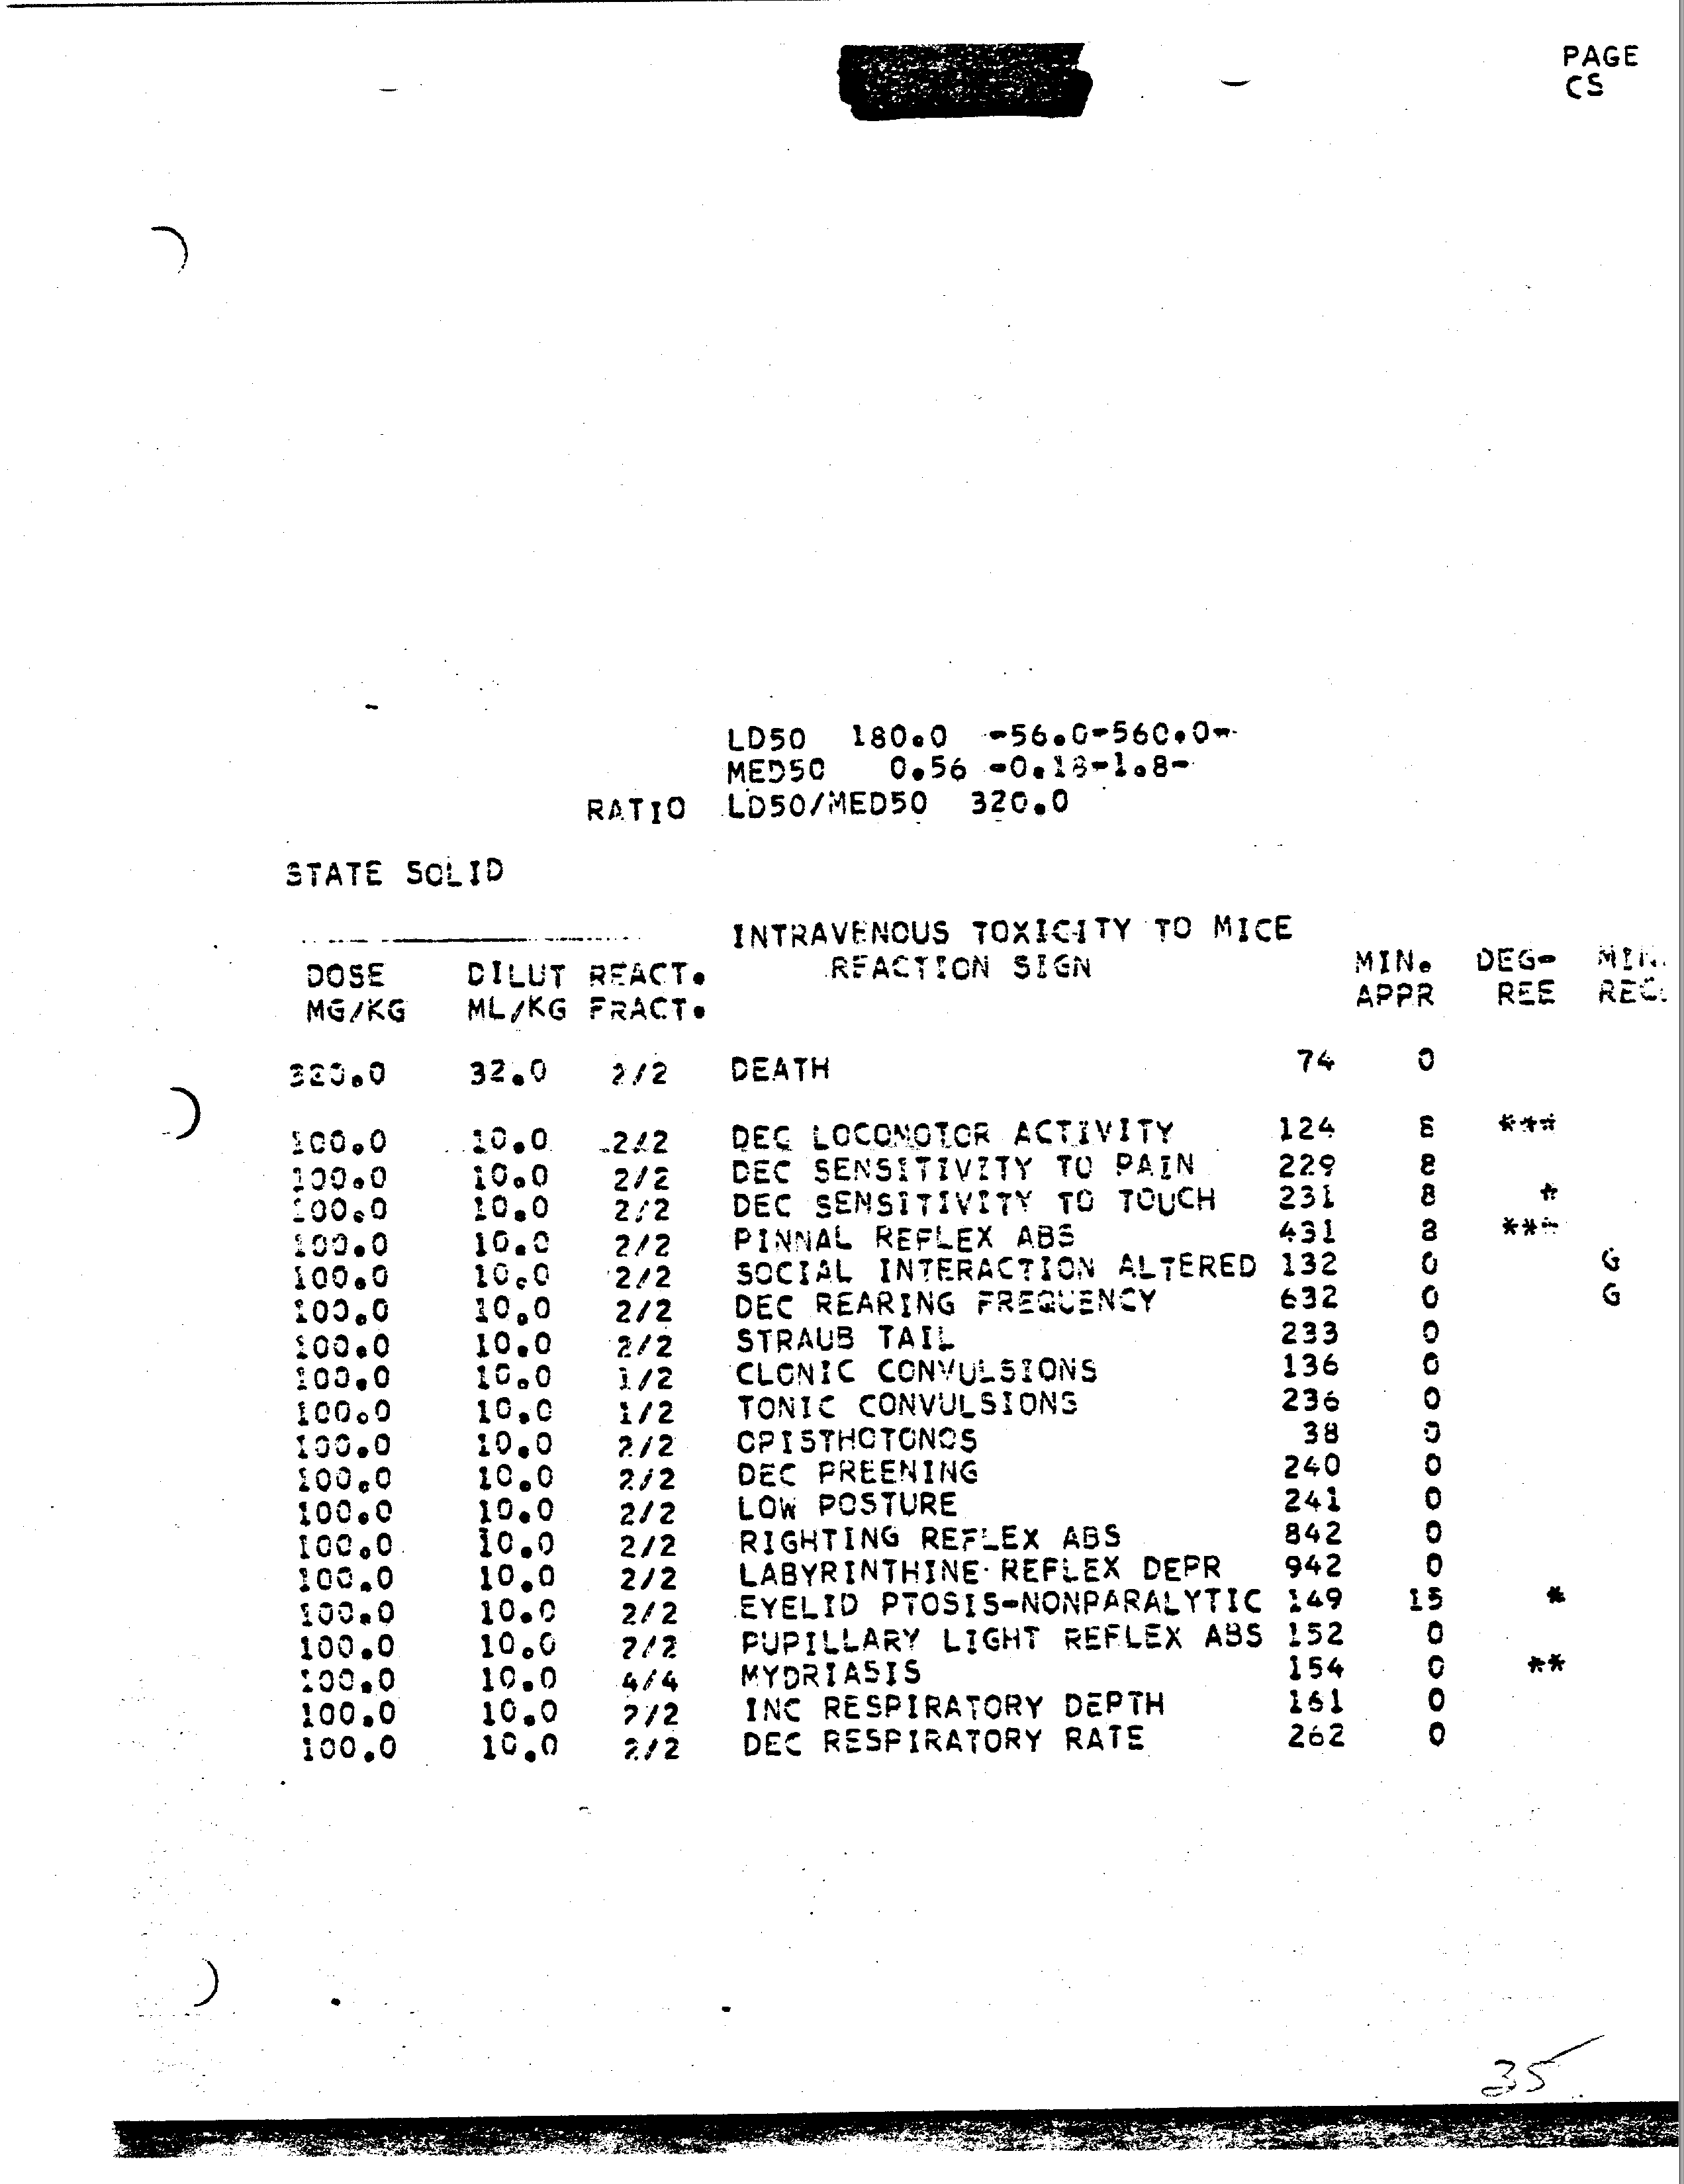 PAGE
CS
LD50 180.0 -56.0-560.0-
MED50 0.56 -0.18-1.8-
RATIO LD50/MED50 320.0
STATE SOLID
INTRAVENOUS TOXICITY TO MICE
DOSE DILUT REACT. REACTION SIGN MIN. DEG- MIN.
MG/KG ML/KG FRACT. APPR REE REC.
320.0 32.0 2/2 DEATH 74 0
100.0 10.0 2/2 DEC LOCOMOTOR ACTIVITY 124 8 ***
100.0 10.0 2/2 DEC SENSITIVITY TO PAIN 229 8
100.0 10.0 2/2 DEC SENSITIVITY TO TOUCH 231 8 *
100.0 10.0 2/2 PINNAL REFLEX ABS 431 8 ***
100.0 10.0 2/2 SOCIAL INTERACTION ALTERED 132 0 G
100.0 10.0 2/2 DEC REARING FREQUENCY 632 0 G
100.0 10.0 2/2 STRAUB TAIL 233 0
100.0 10.0 1/2 CLONIC CONVULSIONS 136 0
100.0 10.0 1/2 TONIC CONVULSIONS 236 0
100.0 10.0 2/2 OPISTHOTONOS 38 0
100.0 10.0 2/2 DEC PREENING 240 0
100.0 10.0 2/2 LOW POSTURE 241 0
100.0 10.0 2/2 RIGHTING REFLEX ABS 842 0
100.0 10.0 2/2 LABYRINTHINE REFLEX DEPR 942 0
100.0 10.0 2/2 EYELID PTOSIS-NONPARALYTIC 149 15 *
100.0 10.0 2/2 PUPILLARY LIGHT REFLEX ABS 152 0
100.0 10.0 4/4 MYDRIASIS 154 0 **
100.0 10.0 2/2 INC RESPIRATORY DEPTH 161 0
100.0 10.0 2/2 DEC RESPIRATORY RATE 262 0
35